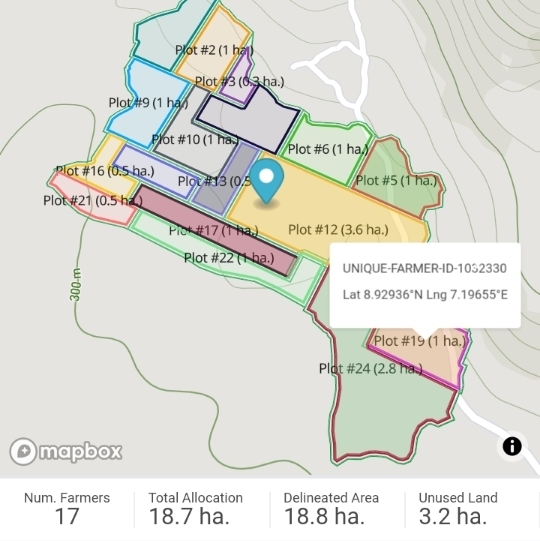 Plot #2 (1 ha.)
Plot #3 (0.3 ha.)
Plot #9 (1 ha.)
Plot #10 (1 ha.)
Plot #6 (1 ha.)
Plot #16 (0.5 ha.)
Plot #13 (0.5
Plot #5 (1 ha.)
Plot #21 (0.5 ha.)
Plot #17 (1 ha.)
Plot #12 (3.6 ha.)
Plot #22 (1 ha.)
UNIQUE-FARMER-ID-1032330
Lat 8.92936°N Lng 7.19655°E
300 m
Plot #19 (1 ha.)
Plot #24 (2.8 ha.)
mapbox
Num. Farmers
17
Total Allocation
18.7 ha.
Delineated Area
18.8 ha.
Unused Land
3.2 ha.